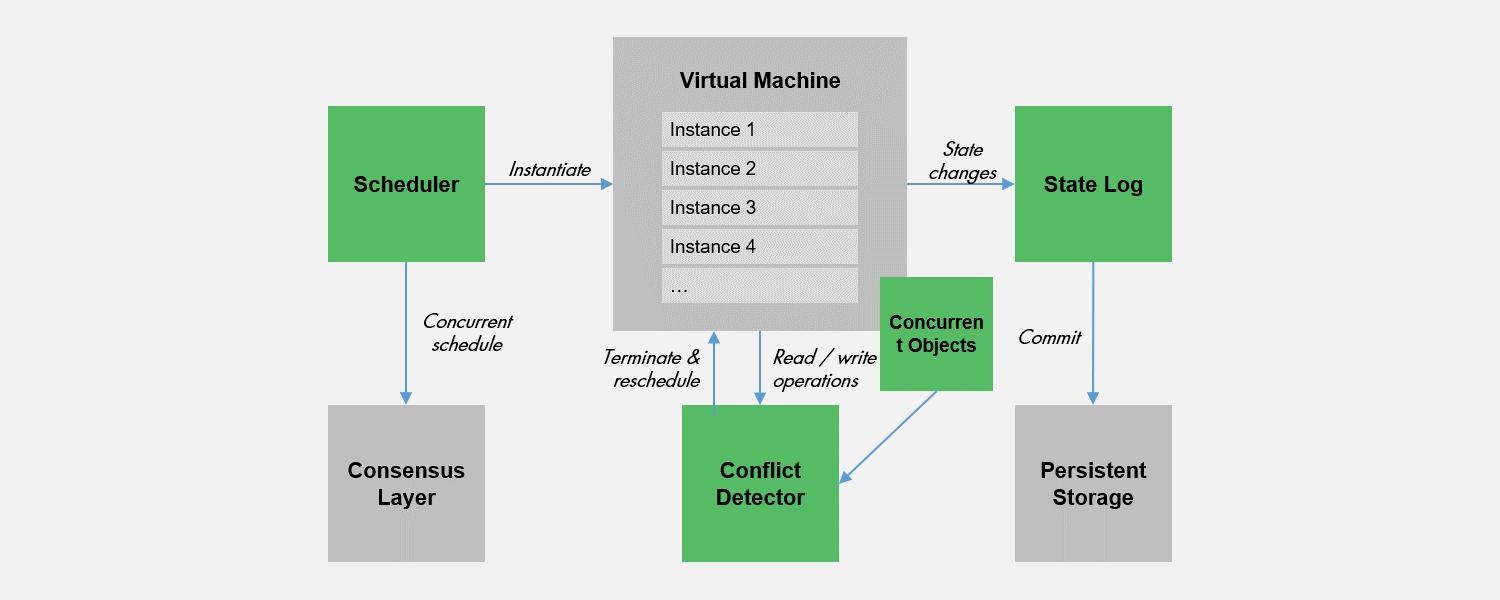 Virtual Machine
Instance 1
Instance 2
Instance 3
Instance 4
...
Scheduler
Instantiate
State
changes
State Log
Concurren
t Objects
Concurrent
schedule
Terminate &
reschedule
Read / write
operations
Commit
Consensus
Layer
Conflict
Detector
Persistent
Storage